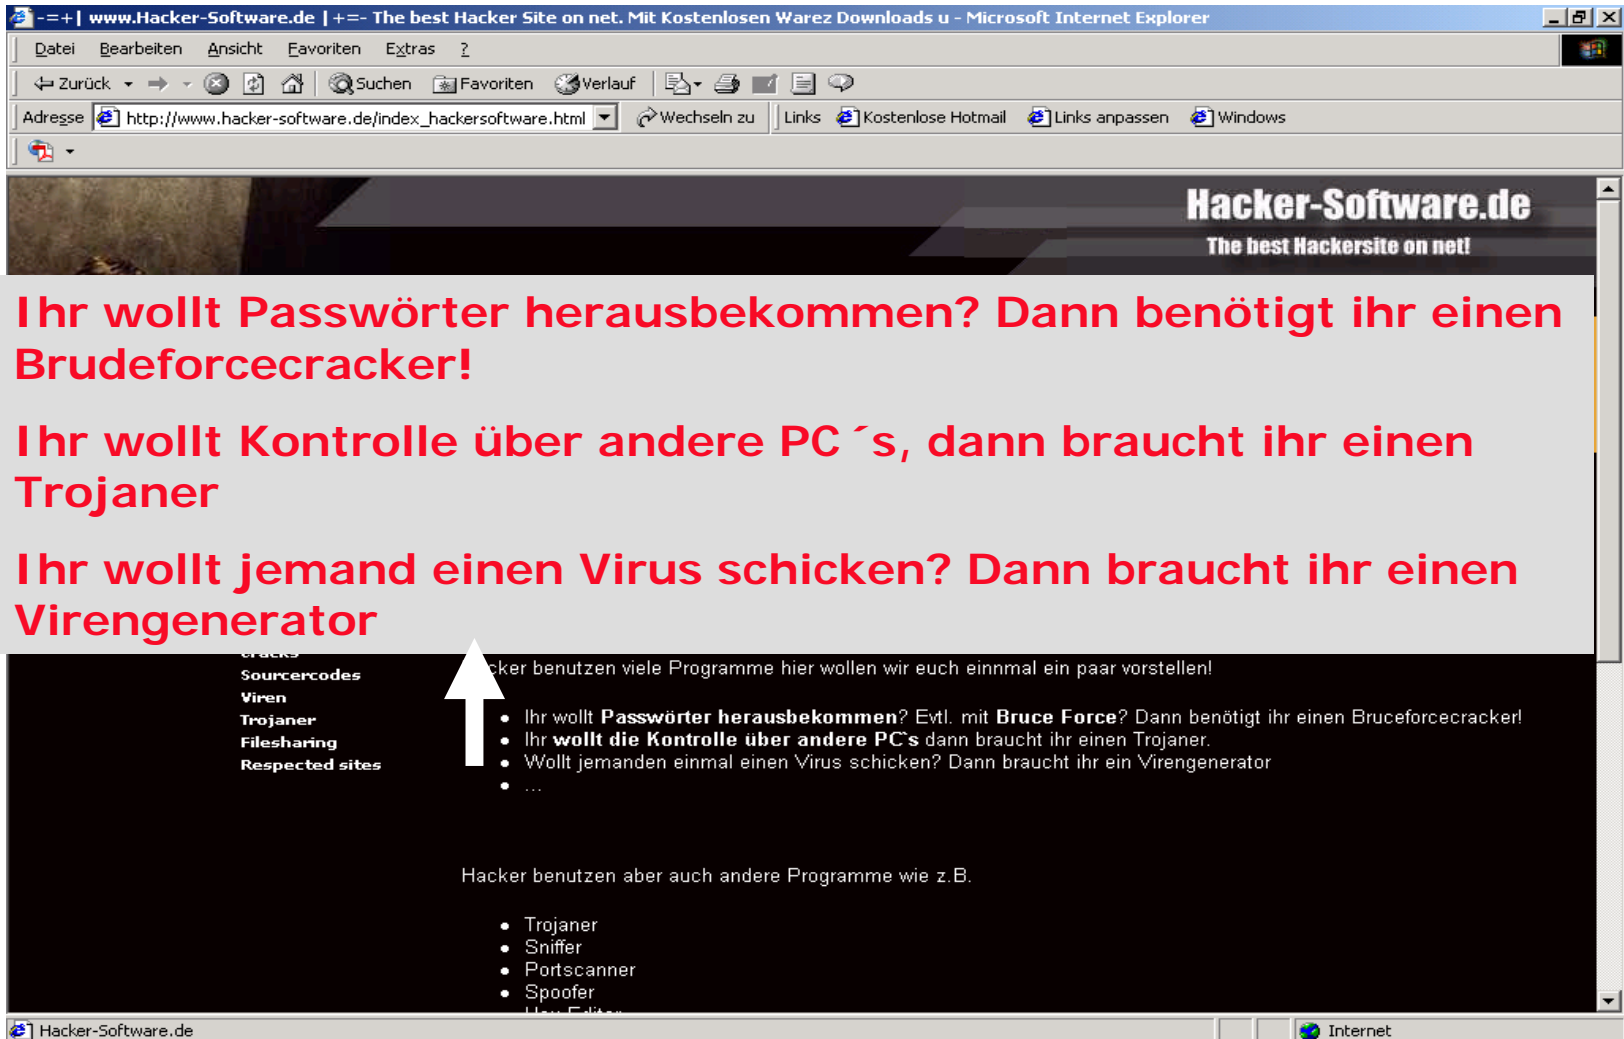 -=+| www.Hacker-Software.de | +=- The best Hacker Site on net. Mit Kostenlosen Warez Downloads u - Microsoft Internet Explorer
Datei Bearbeiten Ansicht Favoriten Extras ?
Zurück Suchen Favoriten Verlauf
Adresse http://www.hacker-software.de/index_hackersoftware.html Wechseln zu Links Kostenlose Hotmail Links anpassen Windows
Hacker-Software.de
The best Hackersite on net!
Ihr wollt Passwörter herausbekommen? Dann benötigt ihr einen
Brudeforcecracker!
Ihr wollt Kontrolle über andere PC´s, dann braucht ihr einen
Trojaner
Ihr wollt jemand einen Virus schicken? Dann braucht ihr einen
Virengenerator
cracks
Sourcercodes
Viren
Trojaner
Filesharing
Respected sites
benutzen viele Programme hier wollen wir euch einnmal ein paar vorstellen!
• Ihr wollt Passwörter herausbekommen? Evtl. mit Bruce Force? Dann benötigt ihr einen Bruceforcecracker!
• Ihr wollt die Kontrolle über andere PC`s dann braucht ihr einen Trojaner.
• Wollt jemanden einmal einen Virus schicken? Dann braucht ihr ein Virengenerator
• ...
Hacker benutzen aber auch andere Programme wie z.B.
• Trojaner
• Sniffer
• Portscanner
• Spoofer
Hacker-Software.de Internet